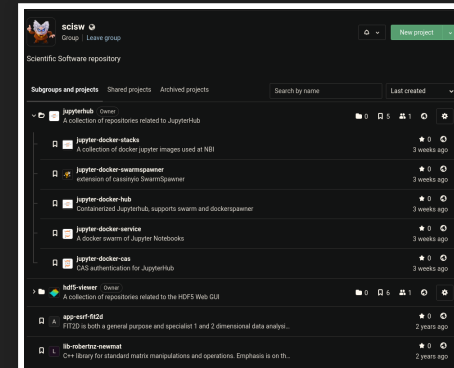 scisw
Group Leave group
New project
Scientific Software repository
Subgroups and projects Shared projects Archived projects
Search by name
Last created
jupyterhub Owner
A collection of repositories related to JupyterHub
0 5 1
jupyter-docker-stacks
A collection of docker jupyter images used at NBI
0
3 weeks ago
jupyter-docker-swarmspawner
extension of cassinyio SwarmSpawner
0
3 weeks ago
jupyter-docker-hub
Containerized Jupyterhub, supports swarm and dockerspawner
0
3 weeks ago
jupyter-docker-service
A docker swarm of Jupyter Notebooks
0
3 weeks ago
jupyter-docker-cas
CAS authentication for JupyterHub
0
3 weeks ago
hdf5-viewer Owner
A collection of repositories related to the HDF5 Web GUI
0 6 1
A
app-esrf-fit2d
FIT2D is both a general purpose and specialist 1 and 2 dimensional data analysi...
0
2 years ago
L
lib-robertnz-newmat
C++ library for standard matrix manipulations and operations. Emphasis is on th...
0
2 years ago